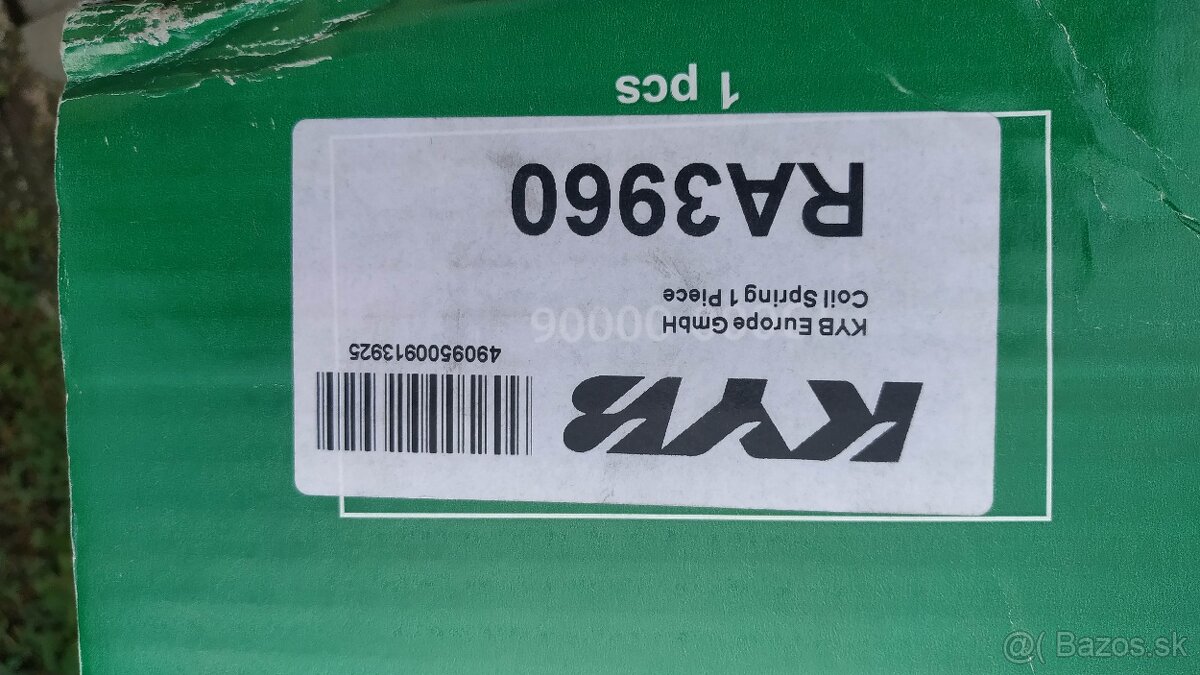 KYB
4909500913925
KYB Europe GmbH
Coil Spring 1 Piece
RA3960
1 pcs
@( Bazos.sk